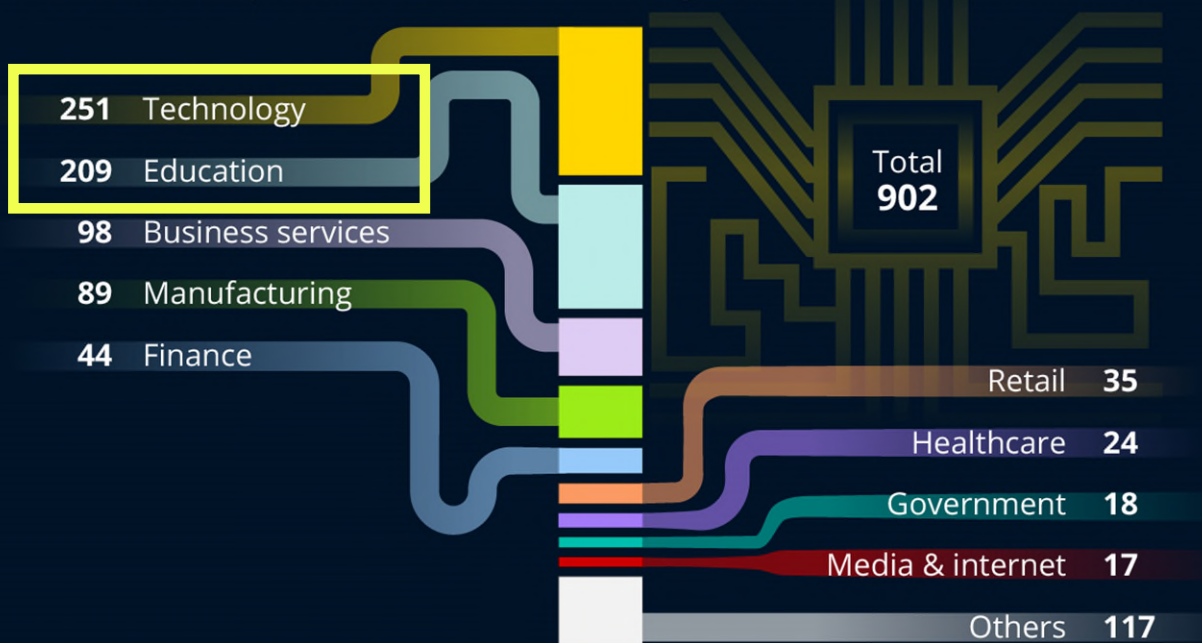 251 Technology
209 Education
98 Business services
89 Manufacturing
44 Finance
Total
902
Retail 35
Healthcare 24
Government 18
Media & internet 17
Others 117